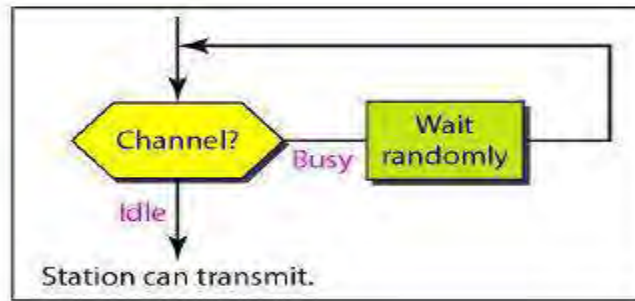 Channel?
Busy
Wait
randomly
Idle
Station can transmit.